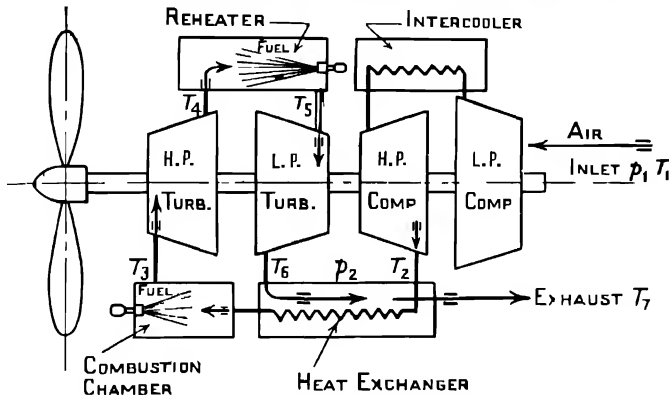 REHEATER
INTERCOOLER
FUEL
T4
T5
H.P.
TURB.
L.P.
TURB.
H.P.
COMP
L.P.
COMP
AIR
INLET p1 T1
T3
T6
p2
T2
FUEL
EXHAUST T7
COMBUSTION
CHAMBER
HEAT EXCHANGER